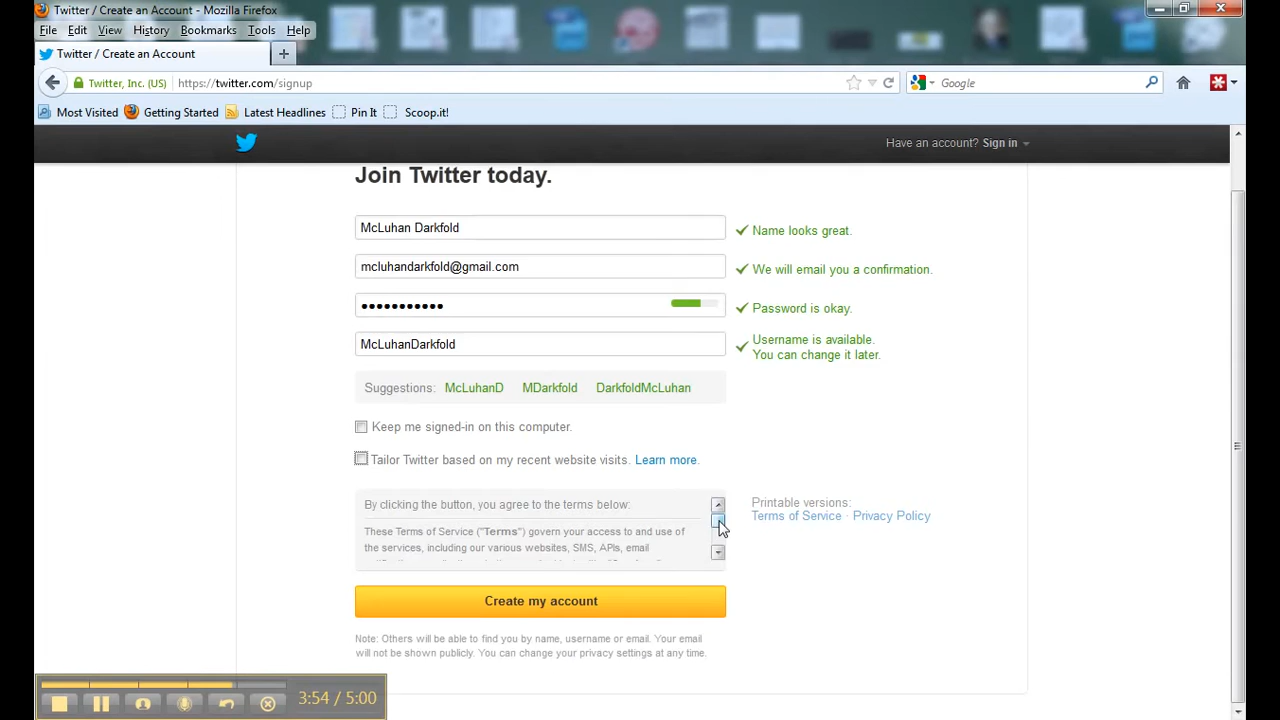 Twitter / Create an Account - Mozilla Firefox
File Edit View History Bookmarks Tools Help
Twitter / Create an Account
Twitter, Inc. (US) https://twitter.com/signup Google
Most Visited Getting Started Latest Headlines Pin It Scoop.it!
Have an account? Sign in
Join Twitter today.
McLuhan Darkfold Name looks great.
mcluhandarkfold@gmail.com We will email you a confirmation.
••••••••••• Password is okay.
McLuhanDarkfold Username is available.
You can change it later.
Suggestions: McLuhanD MDarkfold DarkfoldMcLuhan
Keep me signed-in on this computer.
Tailor Twitter based on my recent website visits. Learn more.
By clicking the button, you agree to the terms below:
These Terms of Service ("Terms") govern your access to and use of
the services, including our various websites, SMS, APIs, email
Printable versions:
Terms of Service · Privacy Policy
Create my account
Note: Others will be able to find you by name, username or email. Your email
will not be shown publicly. You can change your privacy settings at any time.
3:54 / 5:00